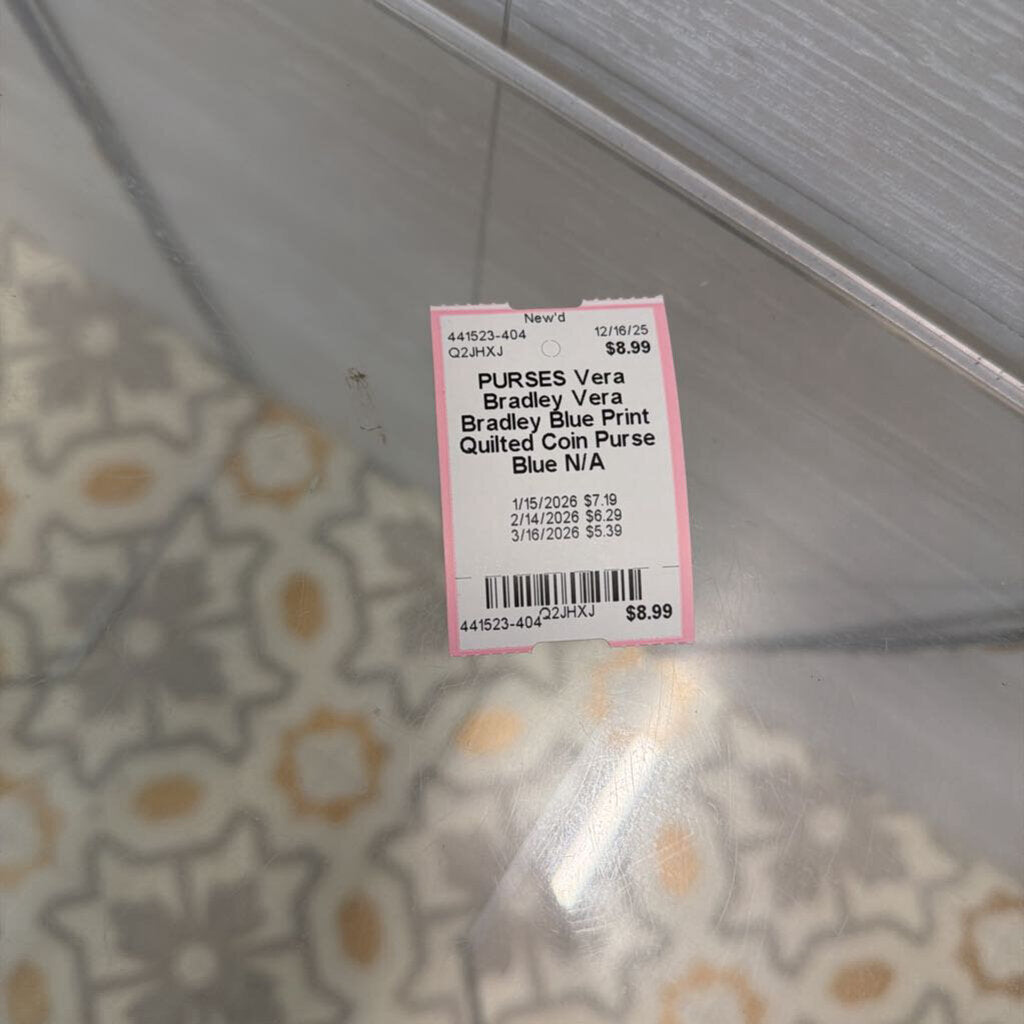 New'd
441523-404 12/16/25
Q2JHXJ $8.99
PURSES Vera
Bradley Vera
Bradley Blue Print
Quilted Coin Purse
Blue N/A
1/15/2026 $7.19
2/14/2026 $6.29
3/16/2026 $5.39
441523-404 Q2JHXJ $8.99